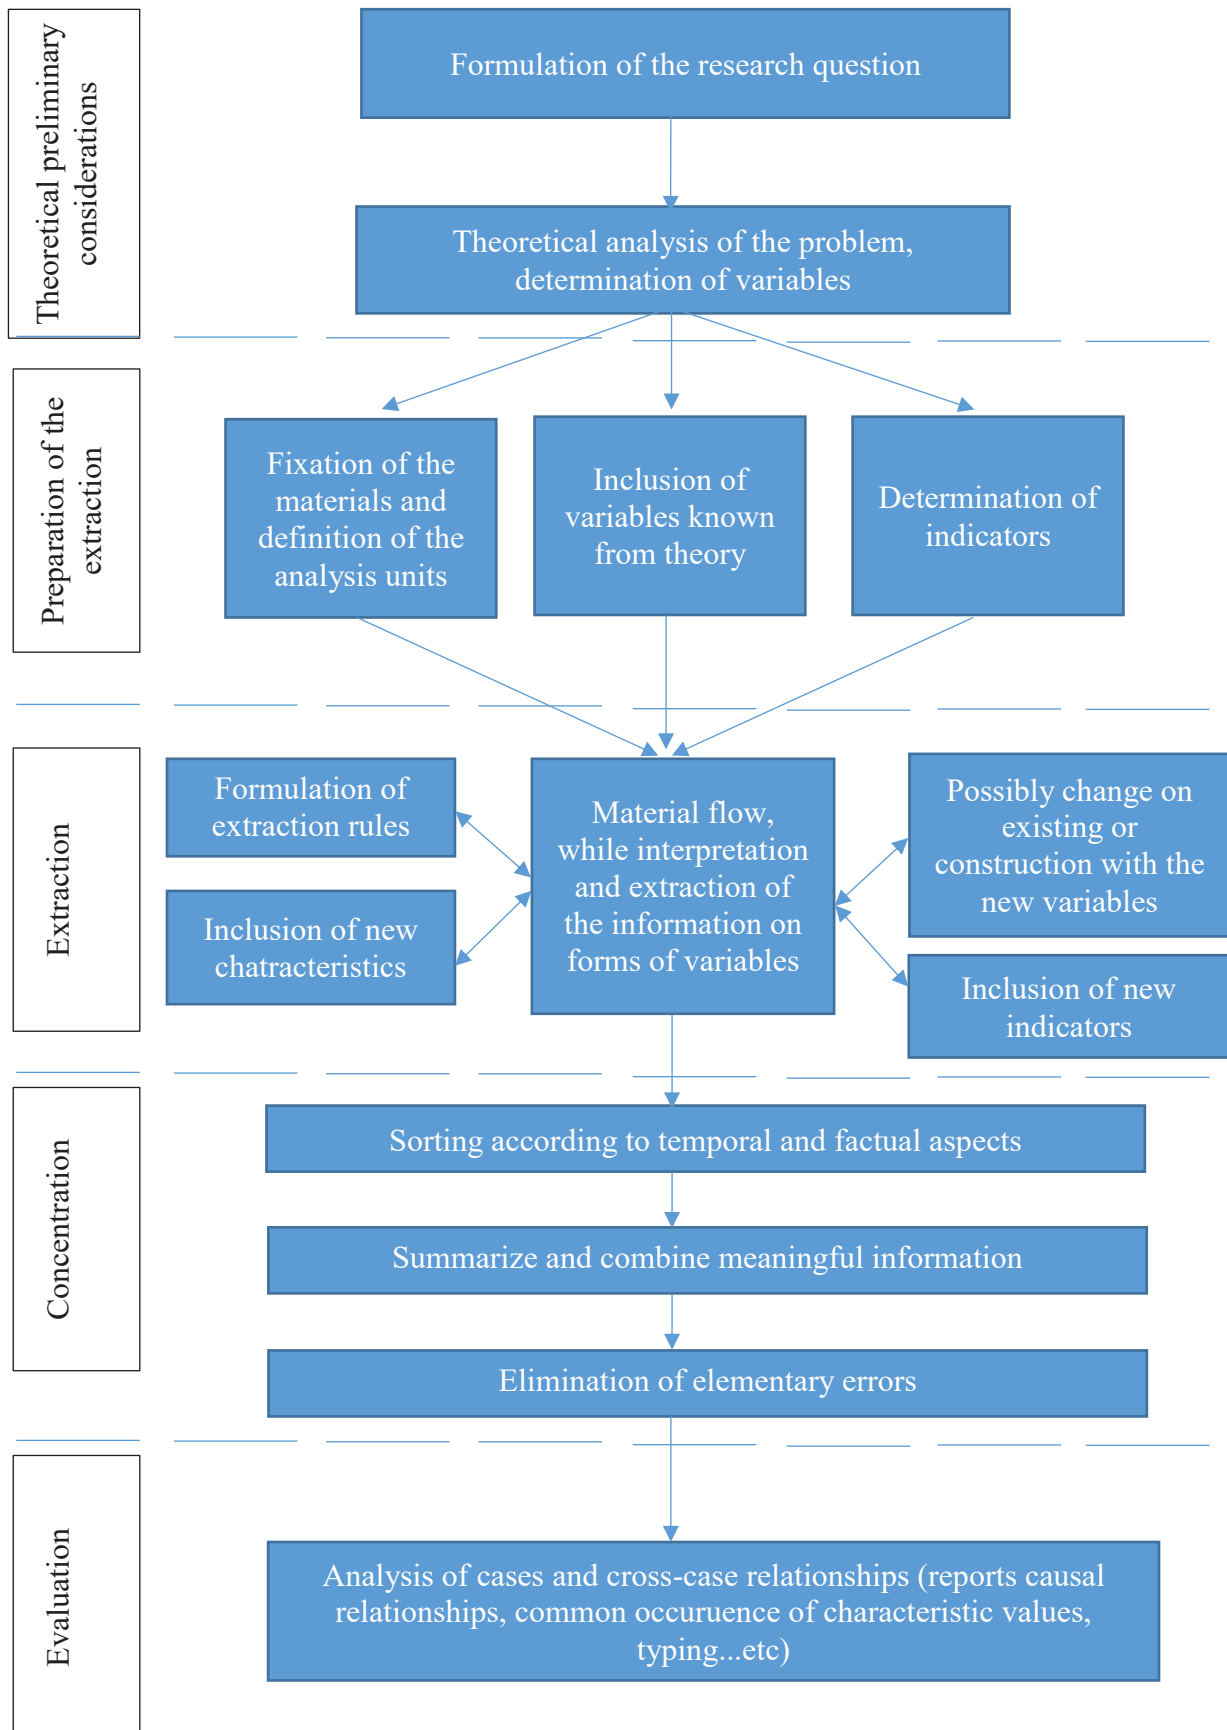 Theoretical preliminary
considerations
Formulation of the research question
Theoretical analysis of the problem,
determination of variables
Preparation of the
extraction
Fixation of the
materials and
definition of the
analysis units
Inclusion of
variables known
from theory
Determination of
indicators
Extraction
Formulation of
extraction rules
Inclusion of new
chatracteristics
Material flow,
while interpretation
and extraction of
the information on
forms of variables
Possibly change on
existing or
construction with the
new variables
Inclusion of new
indicators
Concentration
Sorting according to temporal and factual aspects
Summarize and combine meaningful information
Elimination of elementary errors
Evaluation
Analysis of cases and cross-case relationships (reports causal
relationships, common occuruence of characteristic values,
typing...etc)